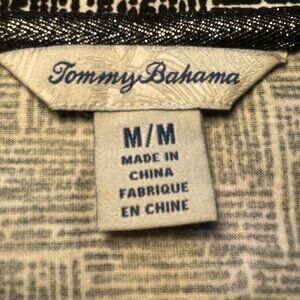 Tommy Bahama
M/M
MADE IN
CHINA
FABRIQUE
EN CHINE